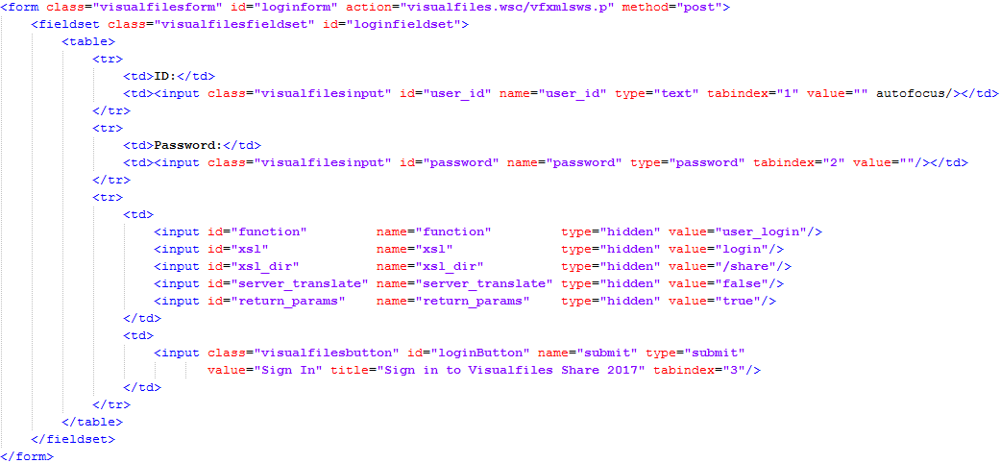 <form class="visualfilesform" id="loginform" action="visualfiles.wsc/vfxmlsws.p" method="post">
    <fieldset class="visualfilesfieldset" id="loginfieldset">
        <table>
            <tr>
                <td>ID:</td>
                <td><input class="visualfilesinput" id="user_id" name="user_id" type="text" tabindex="1" value="" autofocus/></td>
            </tr>
            <tr>
                <td>Password:</td>
                <td><input class="visualfilesinput" id="password" name="password" type="password" tabindex="2" value=""/></td>
            </tr>
            <tr>
                <td>
                    <input id="function"         name="function"         type="hidden" value="user_login"/>
                    <input id="xsl"              name="xsl"              type="hidden" value="login"/>
                    <input id="xsl_dir"          name="xsl_dir"          type="hidden" value="/share"/>
                    <input id="server_translate" name="server_translate" type="hidden" value="false"/>
                    <input id="return_params"    name="return_params"    type="hidden" value="true"/>
                </td>
                <td>
                    <input class="visualfilesbutton" id="loginButton" name="submit" type="submit"
                           value="Sign In" title="Sign in to Visualfiles Share 2017" tabindex="3"/>
                </td>
            </tr>
        </table>
    </fieldset>
</form>